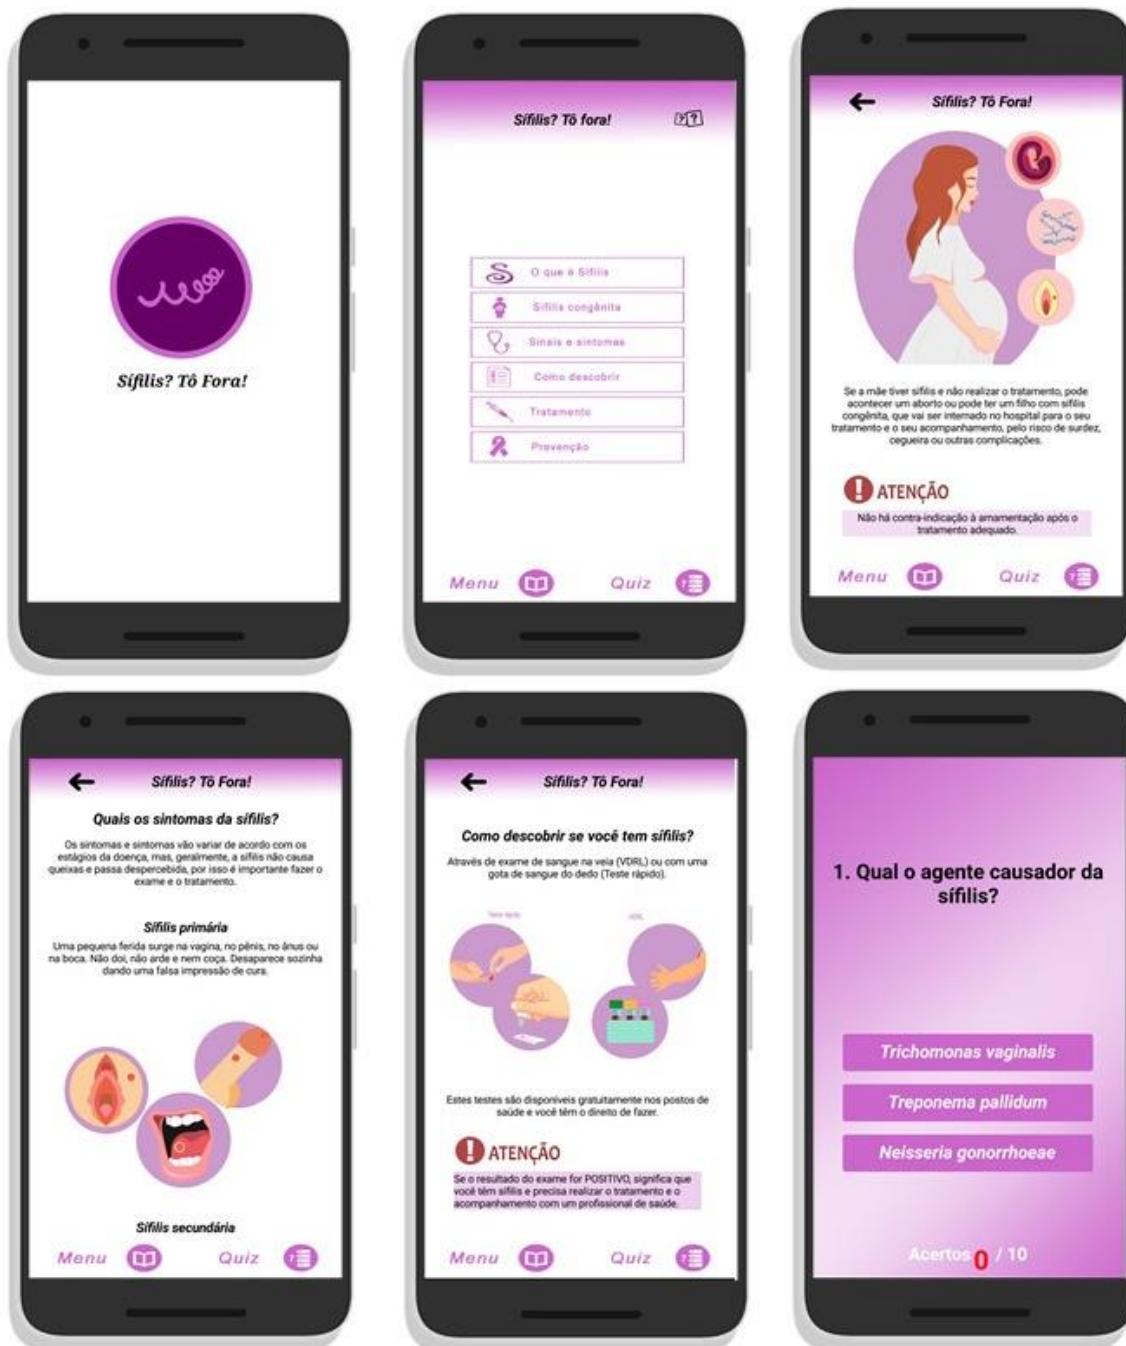 Sífilis? Tô Fora!
Sífilis? Tô fora!
O que é Sífilis
Sífilis congênita
Sinais e sintomas
Como descobrir
Tratamento
Prevenção
Menu
Quiz
Sífilis? Tô Fora!
Se a mãe tiver sífilis e não realizar o tratamento, pode
acontecer um aborto ou pode ter um filho com sífilis
congênita, que vai ser internado no hospital para o seu
tratamento e o seu acompanhamento, pelo risco de surdez,
cegueira ou outras complicações.
ATENÇÃO
Não há contra-indicação à amamentação após o
tratamento adequado.
Menu
Quiz
Sífilis? Tô Fora!
Quais os sintomas da sífilis?
Os sintomas e sintomas vão variar de acordo com os
estágios da doença, mas, geralmente, a sífilis não causa
queixas e passa despercebida, por isso é importante fazer o
exame e o tratamento.
Sífilis primária
Uma pequena ferida surge na vagina, no pênis, no ânus ou
na boca. Não doi, não arde e nem coça. Desaparece sozinha
dando uma falsa impressão de cura.
Sífilis secundária
Menu
Quiz
Sífilis? Tô Fora!
Como descobrir se você tem sífilis?
Através de exame de sangue na veia (VDRL) ou com uma
gota de sangue do dedo (Teste rápido).
Teste rápido
VDRL
Estes testes são disponíveis gratuitamente nos postos de
saúde e você têm o direito de fazer.
ATENÇÃO
Se o resultado do exame for POSITIVO, significa que
você têm sífilis e precisa realizar o tratamento e o
acompanhamento com um profissional de saúde.
Menu
Quiz
1. Qual o agente causador da
sífilis?
Trichomonas vaginalis
Treponema pallidum
Neisseria gonorrhoeae
Acertos 0 / 10